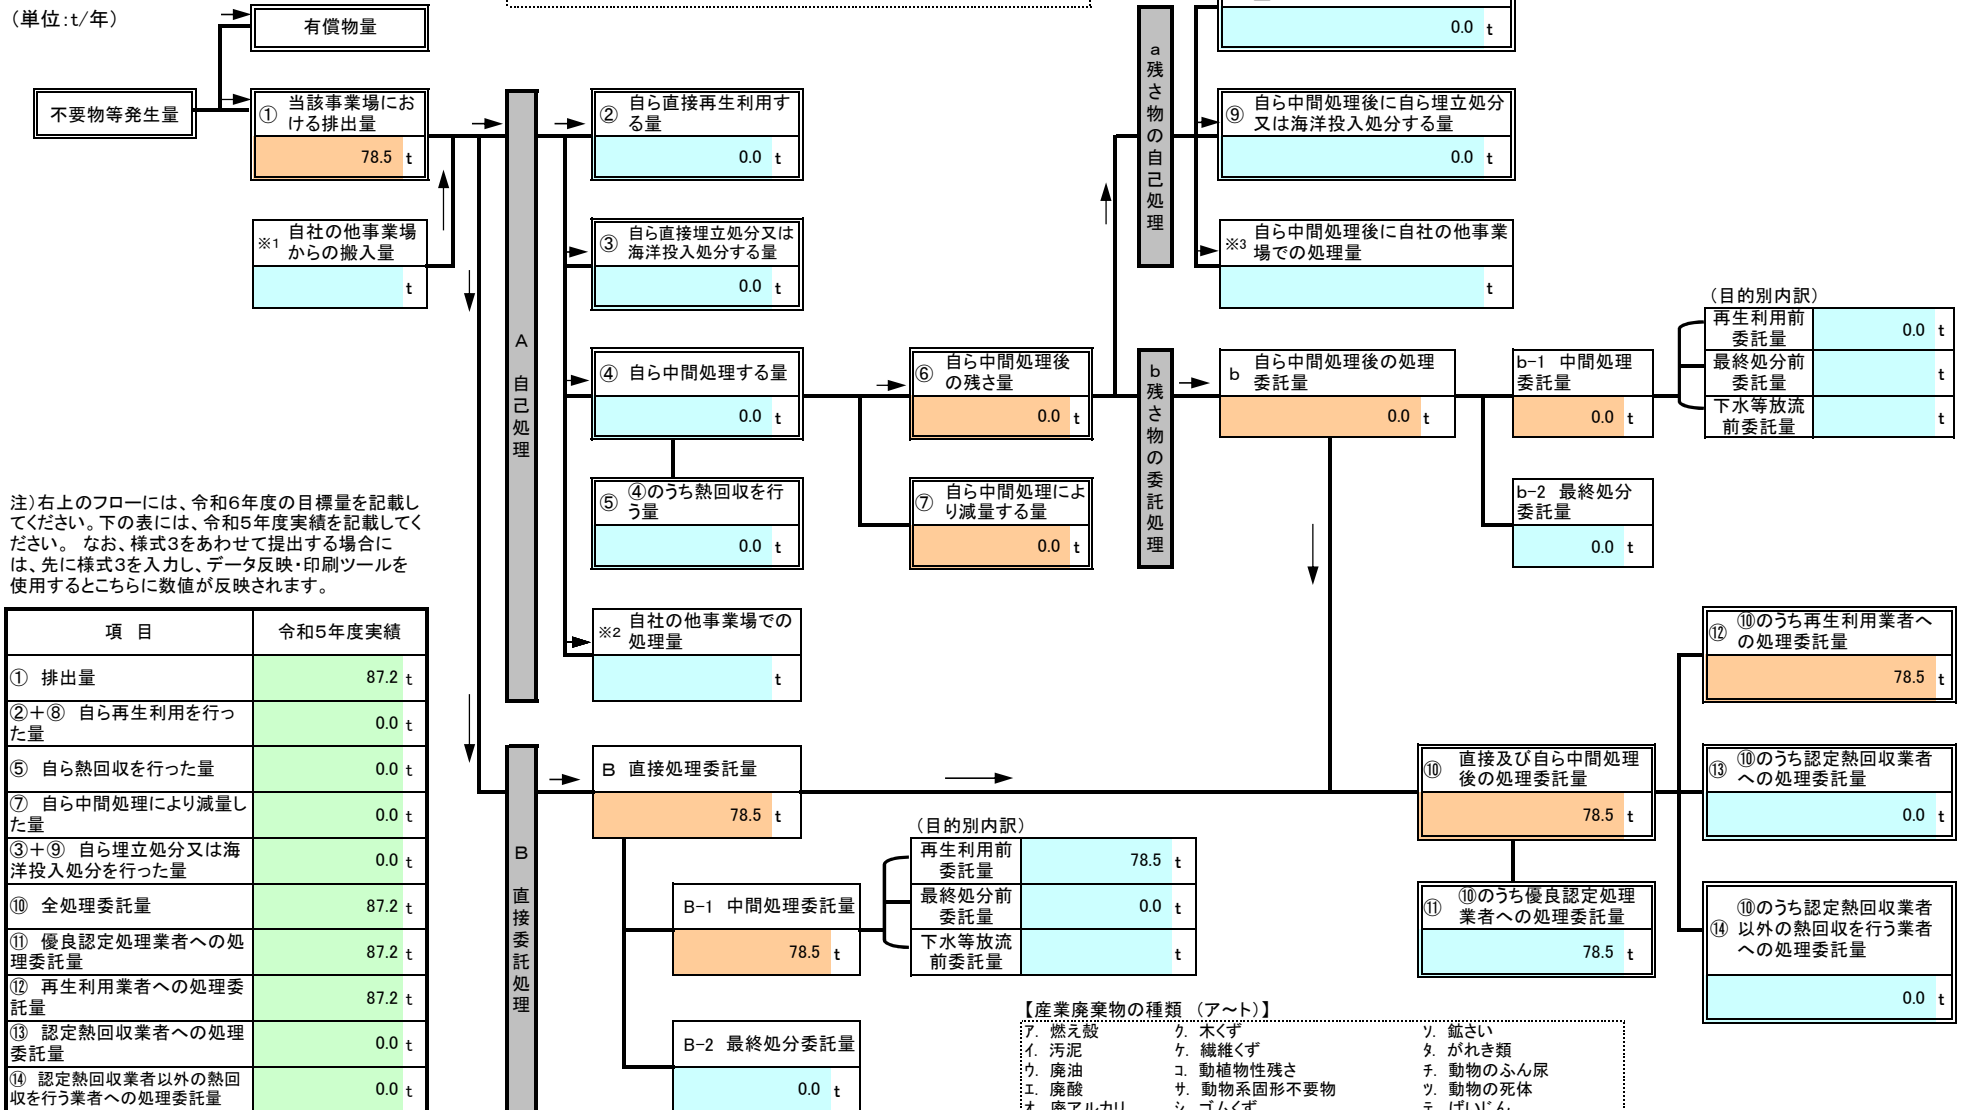 (単位:t/年)
有償物量
不要物等発生量
① 当該事業場にお
ける排出量
78.5 t
※1 自社の他事業場
からの搬入量
t
A 自己処理
② 自ら直接再生利用す
る量
0.0 t
③ 自ら直接埋立処分又は
海洋投入処分する量
0.0 t
④ 自ら中間処理する量
0.0 t
⑤ ④のうち熱回収を行
う量
0.0 t
※2 自社の他事業場での
処理量
t
⑥ 自ら中間処理後
の残さ量
0.0 t
⑦ 自ら中間処理によ
り減量する量
0.0 t
a 残さ物の自己処理
0.0 t
⑨ 自ら中間処理後に自ら埋立処分
又は海洋投入処分する量
0.0 t
※3 自ら中間処理後に自社の他事業
場での処理量
t
b 残さ物の委託処理
b 自ら中間処理後の処理
委託量
0.0 t
b-1 中間処理
委託量
0.0 t
b-2 最終処分
委託量
0.0 t
(目的別内訳)
再生利用前
委託量
0.0 t
最終処分前
委託量
t
下水等放流
前委託量
t
注)右上のフローには、令和6年度の目標量を記載し
てください。下の表には、令和5年度実績を記載してく
ださい。 なお、様式3をあわせて提出する場合に
は、先に様式3を入力し、データ反映・印刷ツールを
使用するとこちらに数値が反映されます。
項 目 令和5年度実績
① 排出量 87.2 t
②+⑧ 自ら再生利用を行っ
た量
0.0 t
⑤ 自ら熱回収を行った量 0.0 t
⑦ 自ら中間処理により減量し
た量
0.0 t
③+⑨ 自ら埋立処分又は海
洋投入処分を行った量
0.0 t
⑩ 全処理委託量 87.2 t
⑪ 優良認定処理業者への処
理委託量
87.2 t
⑫ 再生利用業者への処理委
託量
87.2 t
⑬ 認定熱回収業者への処理
委託量
0.0 t
⑭ 認定熱回収業者以外の熱回
収を行う業者への処理委託量
0.0 t
B 直接委託処理
B 直接処理委託量
78.5 t
B-1 中間処理委託量
78.5 t
B-2 最終処分委託量
0.0 t
(目的別内訳)
再生利用前
委託量
78.5 t
最終処分前
委託量
0.0 t
下水等放流
前委託量
t
⑩ 直接及び自ら中間処理
後の処理委託量
78.5 t
⑪ ⑩のうち優良認定処理
業者への処理委託量
78.5 t
⑫ ⑩のうち再生利用業者へ
の処理委託量
78.5 t
⑬ ⑩のうち認定熱回収業者
への処理委託量
0.0 t
⑭ ⑩のうち認定熱回収業者
以外の熱回収を行う業者
への処理委託量
0.0 t
【産業廃棄物の種類 (ア~ト)】
ア. 燃え殻 ク. 木くず ソ. 鉱さい
イ. 汚泥 ケ. 繊維くず タ. がれき類
ウ. 廃油 コ. 動植物性残さ チ. 動物のふん尿
エ. 廃酸 サ. 動物系固形不要物 ツ. 動物の死体
オ. 廃アルカリ シ. ゴムくず テ. ばいじん